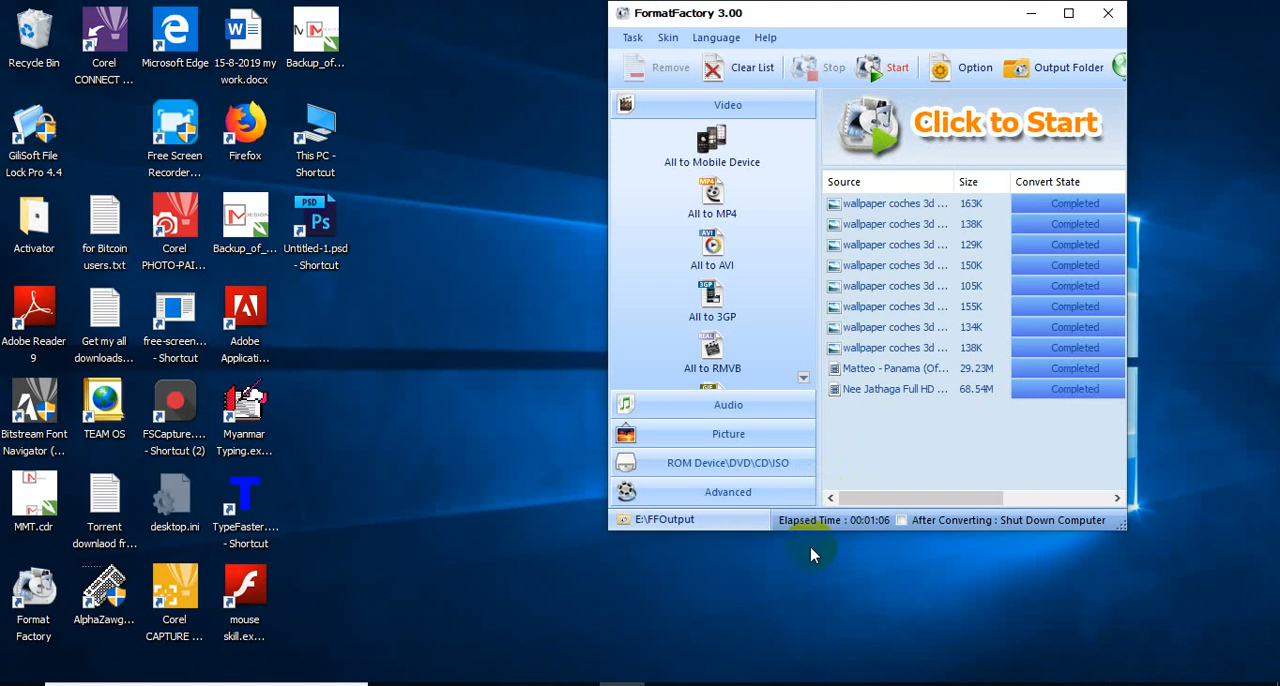 Recycle Bin
Corel
CONNECT ...
Microsoft Edge
15-8-2019 my
work.docx
Backup_of_...
GiliSoft File
Lock Pro 4.4
Free Screen
Recorder...
Firefox
This PC -
Shortcut
Activator
for Bitcoin
users.txt
Corel
PHOTO-PAI...
Backup_of_...
PSD
Ps
Untitled-1.psd
- Shortcut
Adobe Reader
9
Get my all
downloads...
free-screen...
- Shortcut
Adobe
Applicati...
Bitstream Font
Navigator (...
TEAM OS
FSCapture....
- Shortcut (2)
Myanmar
Typing.ex...
MMT.cdr
Torrent
downlaod fr...
desktop.ini
TypeFaster....
- Shortcut
Format
Factory
AlphaZawg...
Corel
CAPTURE ...
mouse
skill.ex...
FormatFactory 3.00
Task Skin Language Help
Remove Clear List Stop Start Option Output Folder
Video
All to Mobile Device
MP4
All to MP4
AVI
All to AVI
3GP
All to 3GP
REAL
All to RMVB
Audio
Picture
ROM Device\DVD\CD\ISO
Advanced
Click to Start
Source Size Convert State
wallpaper coches 3d ... 163K Completed
wallpaper coches 3d ... 138K Completed
wallpaper coches 3d ... 129K Completed
wallpaper coches 3d ... 150K Completed
wallpaper coches 3d ... 105K Completed
wallpaper coches 3d ... 155K Completed
wallpaper coches 3d ... 134K Completed
wallpaper coches 3d ... 138K Completed
Matteo - Panama (Of... 29.23M Completed
Nee Jathaga Full HD ... 68.54M Completed
E:\FFOutput
Elapsed Time : 00:01:06 After Converting : Shut Down Computer